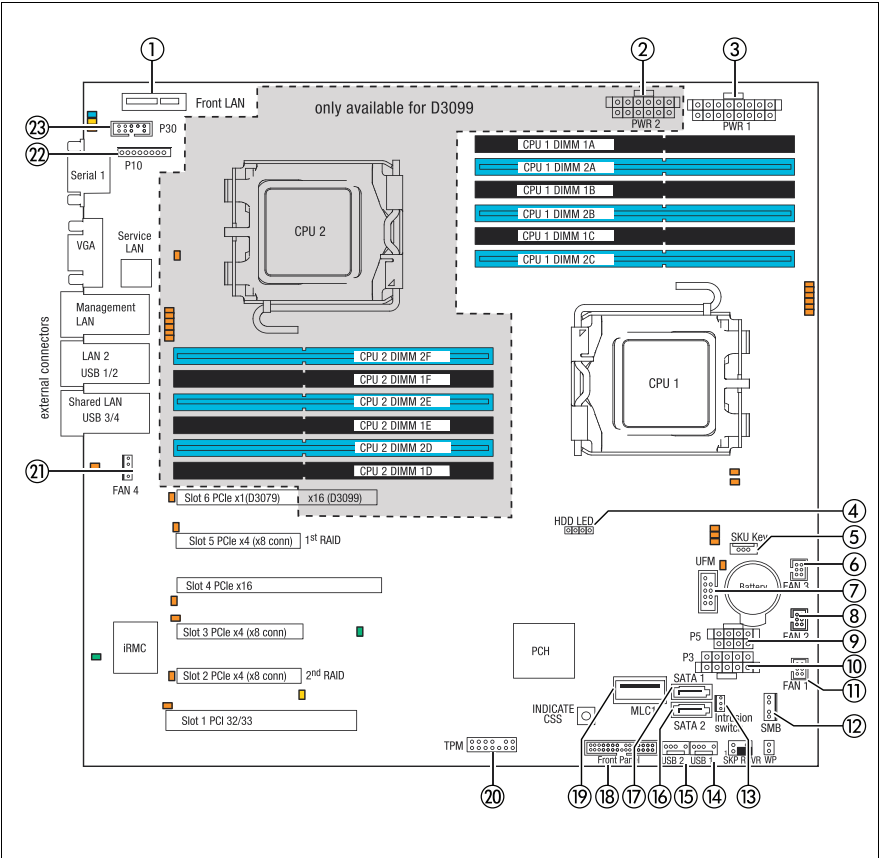 1
2
3
Front LAN
only available for D3099
23
P30
PWR 2
PWR 1
22
P10
CPU 1 DIMM 1A
CPU 1 DIMM 2A
Serial 1
CPU 1 DIMM 1B
CPU 1 DIMM 2B
CPU 2
CPU 1 DIMM 1C
VGA
Service
LAN
CPU 1 DIMM 2C
Management
LAN
external connectors
LAN 2
USB 1/2
CPU 2 DIMM 2F
CPU 2 DIMM 1F
CPU 1
Shared LAN
USB 3/4
CPU 2 DIMM 2E
CPU 2 DIMM 1E
CPU 2 DIMM 2D
21
CPU 2 DIMM 1D
FAN 4
Slot 6 PCIe x1(D3079) x16 (D3099)
4
HDD LED
Slot 5 PCIe x4 (x8 conn) 1st RAID
SKU Key
5
UFM
6
Slot 4 PCIe x16
Battery
FAN 3
7
8
Slot 3 PCIe x4 (x8 conn)
P5
FAN 2
9
iRMC
PCH
P3
10
Slot 2 PCIe x4 (x8 conn) 2nd RAID
SATA 1
FAN 1
11
Slot 1 PCI 32/33
INDICATE
CSS
MLC1
SATA 2
Intrusion
switch
SMB
12
TPM
Front Panel
USB 2
USB 1
1
SKP R VR
WP
20
19
18
17
16
15
14
13